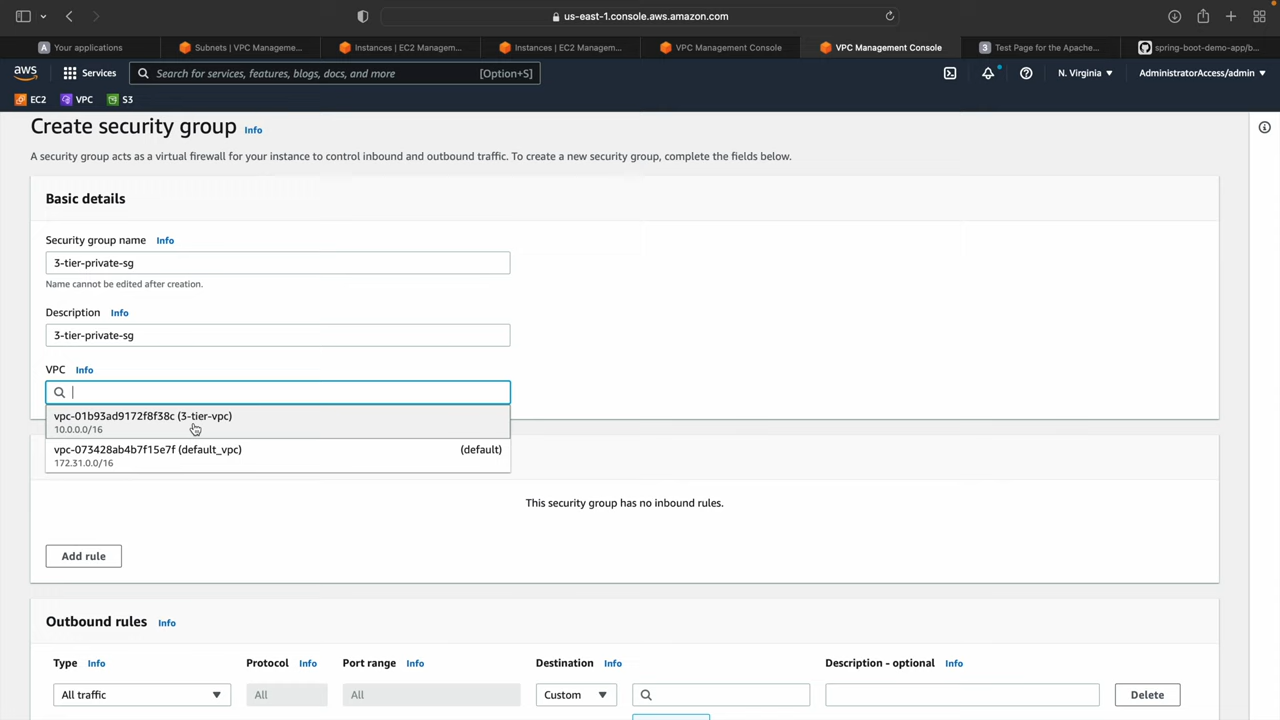 us-east-1.console.aws.amazon.com
Your applications
Subnets | VPC Manageme...
Instances | EC2 Managem...
Instances | EC2 Managem...
VPC Management Console
VPC Management Console
Test Page for the Apache...
spring-boot-demo-app/b...
aws
Services
Search for services, features, blogs, docs, and more
[Option+S]
N. Virginia
AdministratorAccess/admin
EC2
VPC
S3
Create security group Info
A security group acts as a virtual firewall for your instance to control inbound and outbound traffic. To create a new security group, complete the fields below.
Basic details
Security group name Info
3-tier-private-sg
Name cannot be edited after creation.
Description Info
3-tier-private-sg
VPC Info
vpc-01b93ad9172f8f38c (3-tier-vpc)
10.0.0.0/16
vpc-073428ab4b7f15e7f (default_vpc) (default)
172.31.0.0/16
This security group has no inbound rules.
Add rule
Outbound rules Info
Type Info Protocol Info Port range Info Destination Info Description - optional Info
All traffic All All Custom Delete